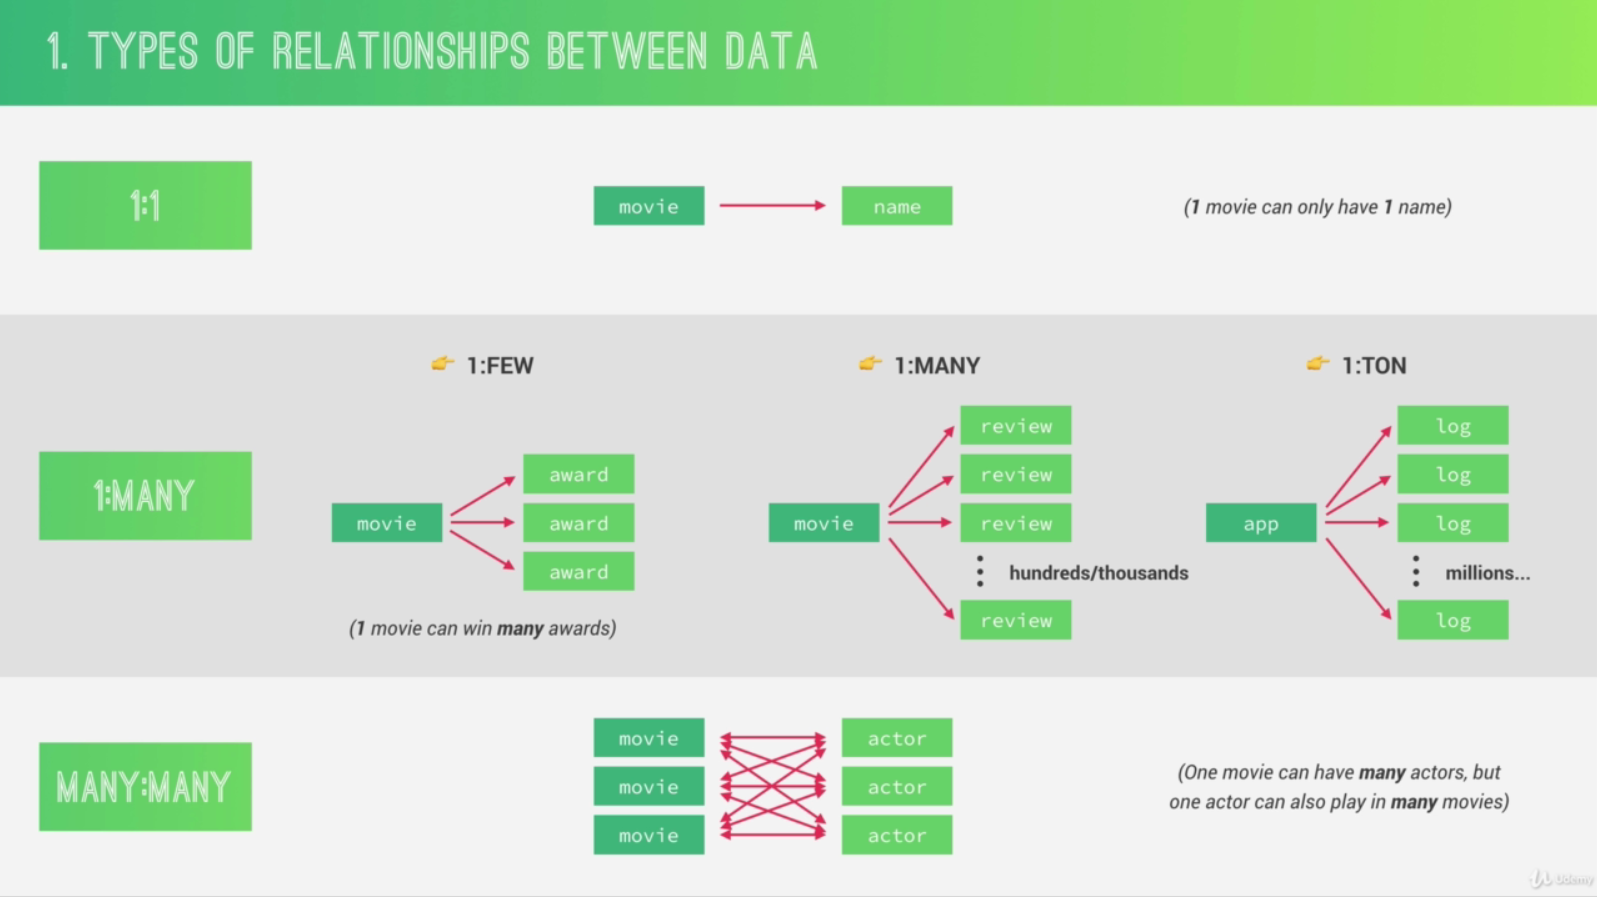 1. TYPES OF RELATIONSHIPS BETWEEN DATA
1:1
movie
name
(1 movie can only have 1 name)
1:MANY
1:FEW
movie
award
award
award
(1 movie can win many awards)
1:MANY
movie
review
review
review
hundreds/thousands
review
1:TON
app
log
log
log
millions...
log
MANY:MANY
movie
movie
movie
actor
actor
actor
(One movie can have many actors, but
one actor can also play in many movies)
Udemy